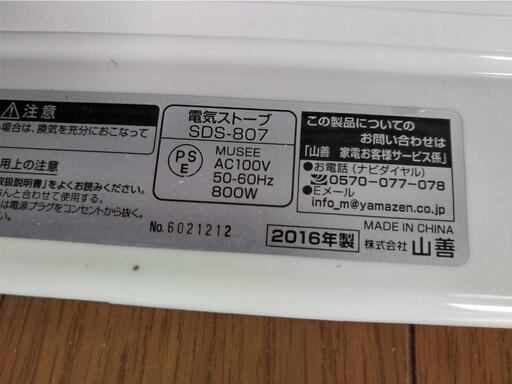 ⚠注意
場合は、換気を充分におこなって
用上の注意
取扱説明書」をよくお読みください。
と合わせて使用する。
は電源プラグをコンセントから抜く。
電気ストーブ
SDS-807
PS
E
MUSEE
AC100V
50-60Hz
800W
No.6021212
この製品についての
お問い合わせは
「山善 家電お客様サービス係」
●お電話(ナビダイヤル)
0570-077-078
●Eメール
info_m@yamazen.co.jp
MADE IN CHINA
2016年製 株式会社 山善